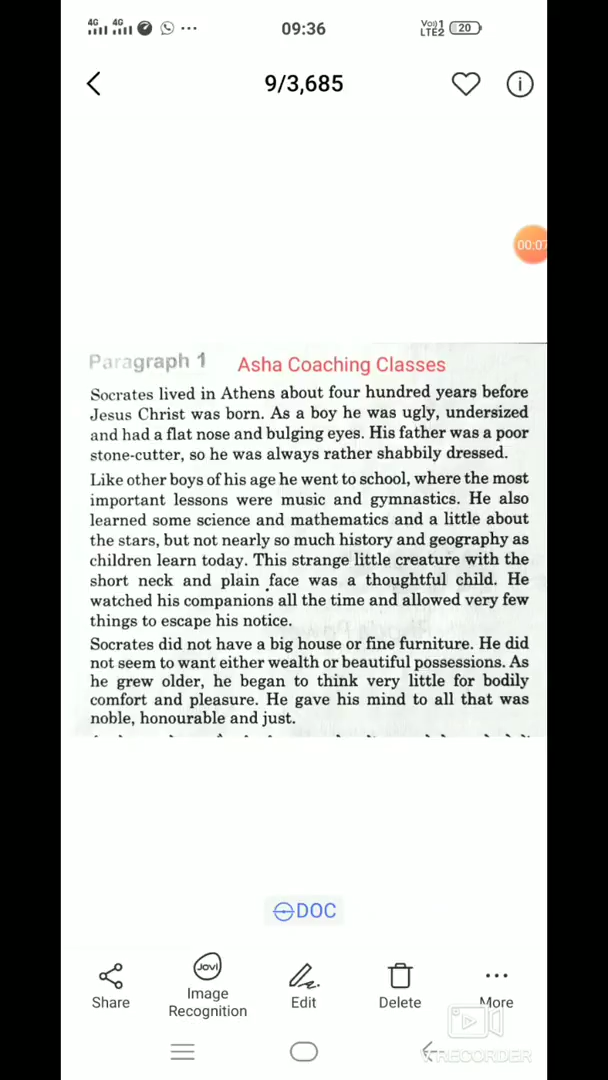 4G 4G ... 09:36 Vo)) 1 LTE2 20
9/3,685
00:07
Paragraph 1 Asha Coaching Classes
Socrates lived in Athens about four hundred years before
Jesus Christ was born. As a boy he was ugly, undersized
and had a flat nose and bulging eyes. His father was a poor
stone-cutter, so he was always rather shabbily dressed.
Like other boys of his age he went to school, where the most
important lessons were music and gymnastics. He also
learned some science and mathematics and a little about
the stars, but not nearly so much history and geography as
children learn today. This strange little creature with the
short neck and plain face was a thoughtful child. He
watched his companions all the time and allowed very few
things to escape his notice.
Socrates did not have a big house or fine furniture. He did
not seem to want either wealth or beautiful possessions. As
he grew older, he began to think very little for bodily
comfort and pleasure. He gave his mind to all that was
noble, honourable and just.
DOC
Jovi
Share Image Recognition Edit Delete More
V RECORDER